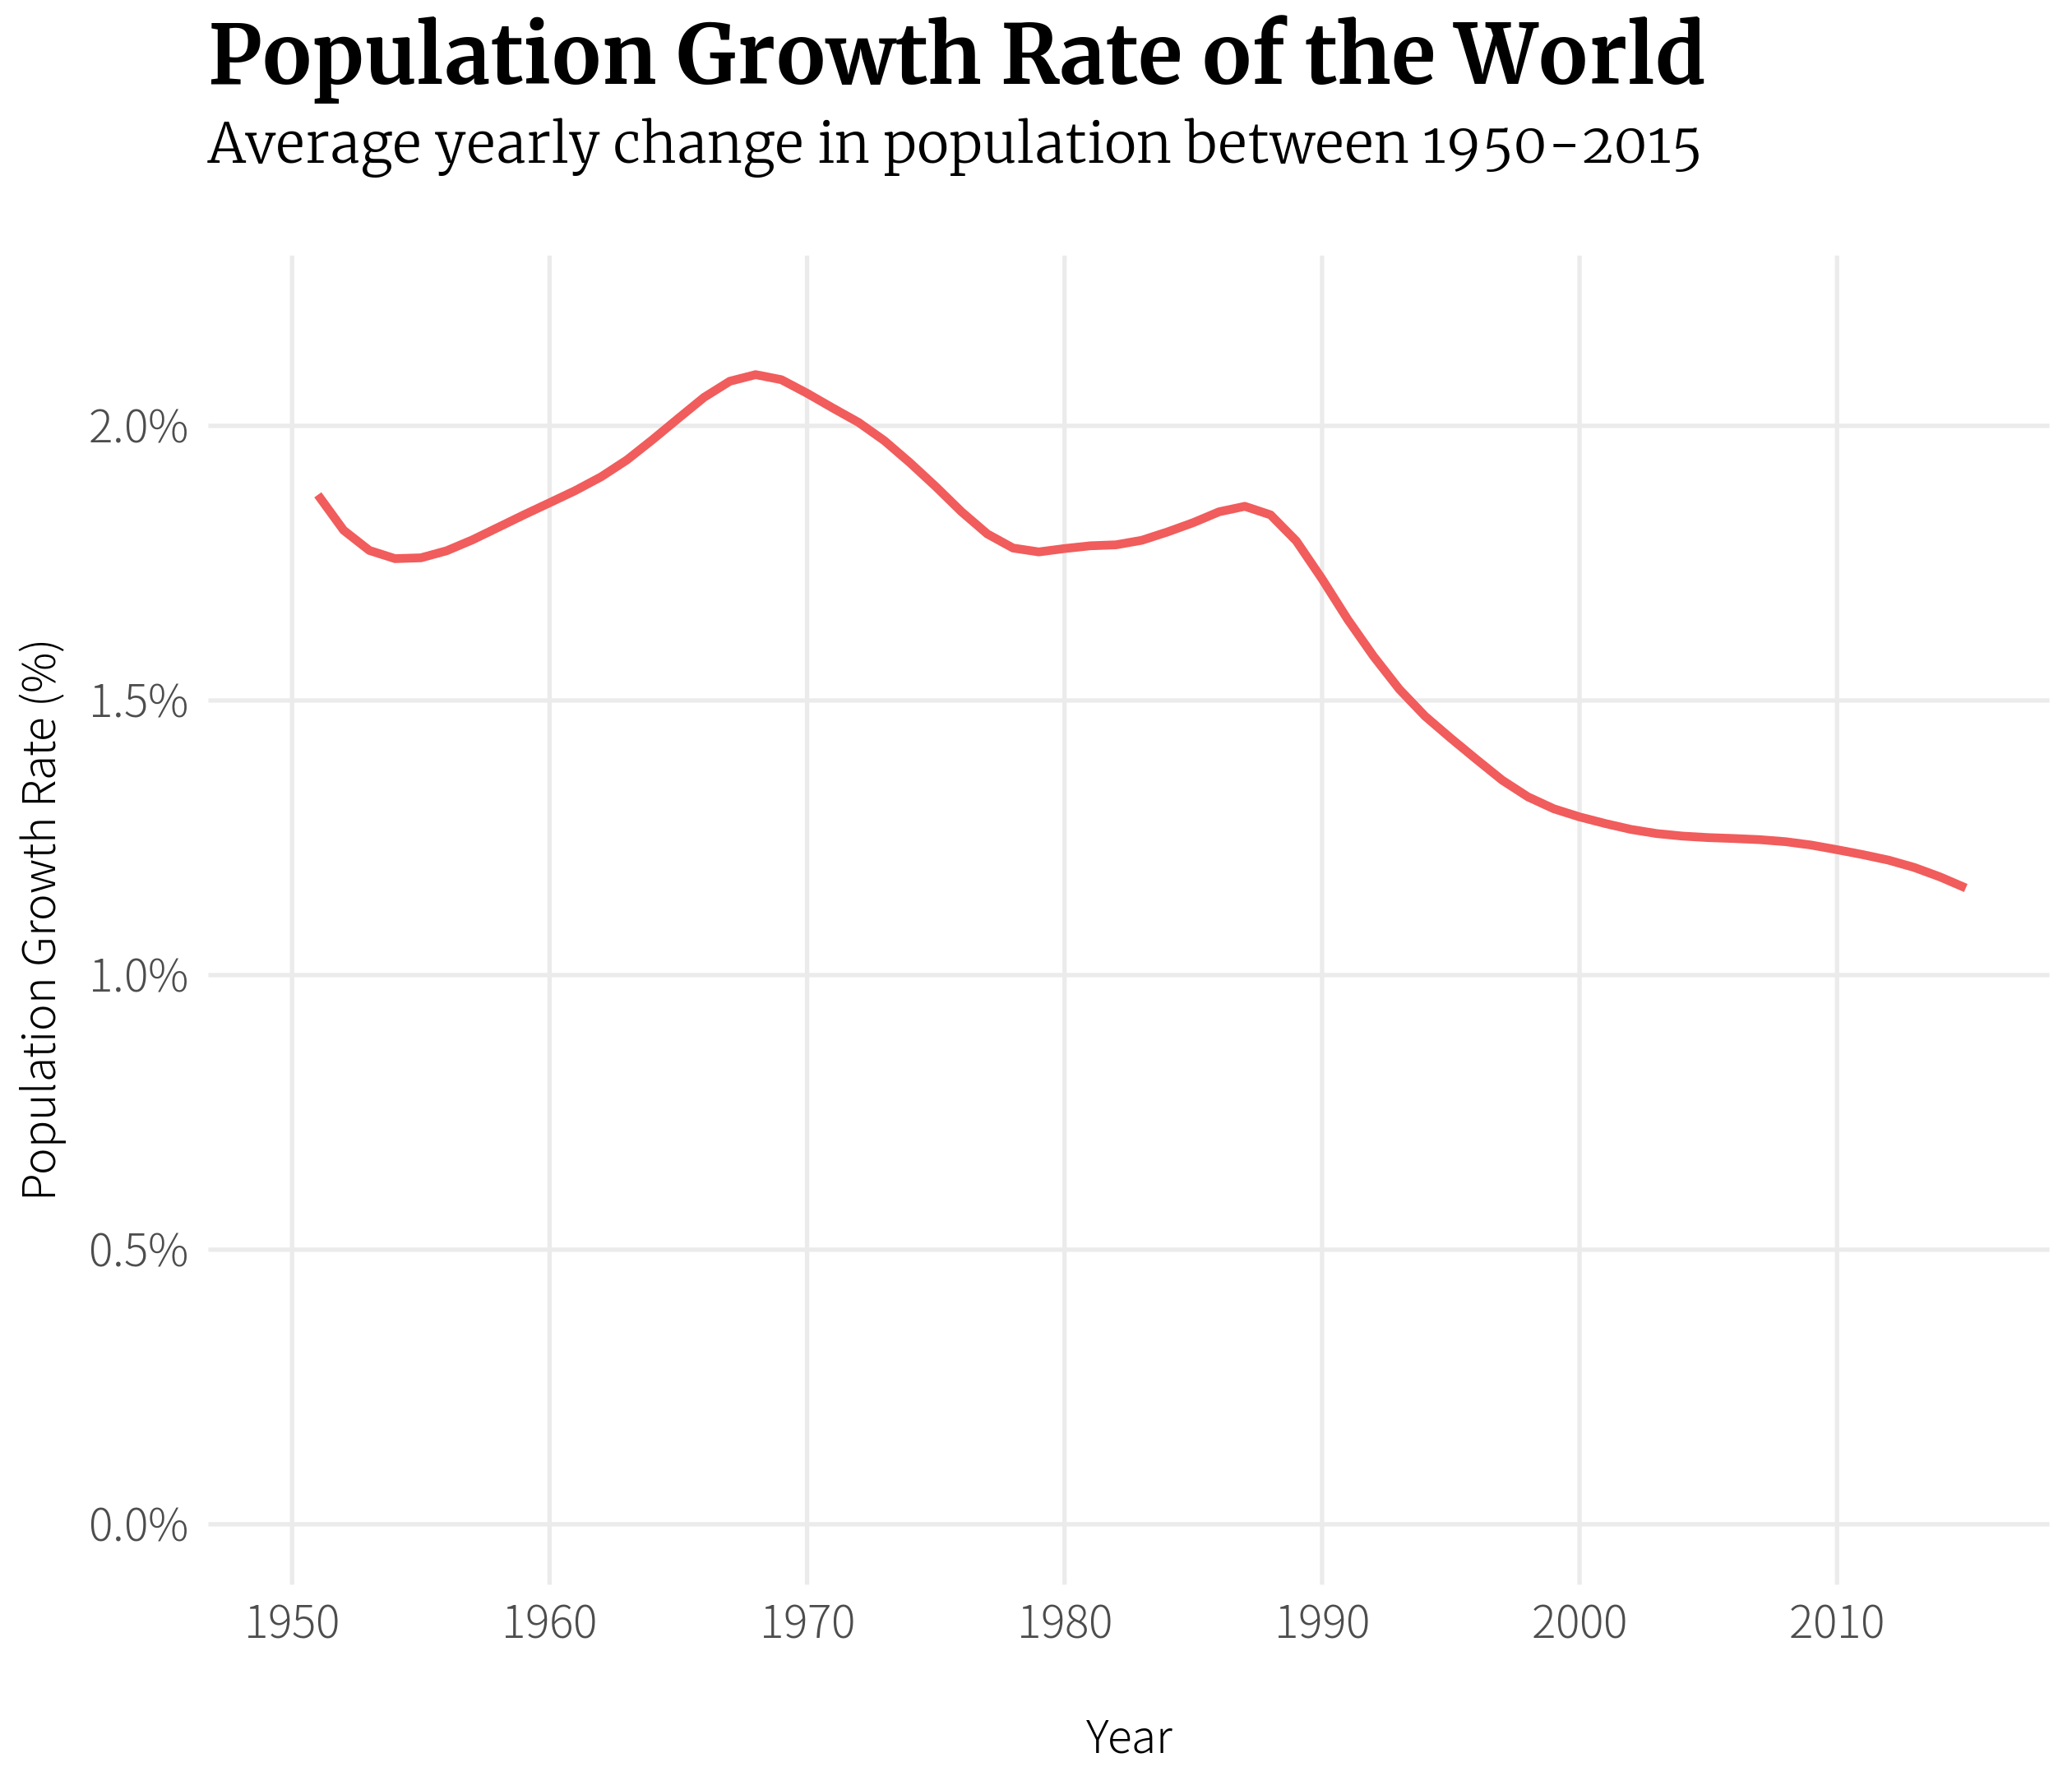 Population Growth Rate of the World
Average yearly change in population between 1950-2015
Population Growth Rate (%)
2.0%
1.5%
1.0%
0.5%
0.0%
1950 1960 1970 1980 1990 2000 2010
Year